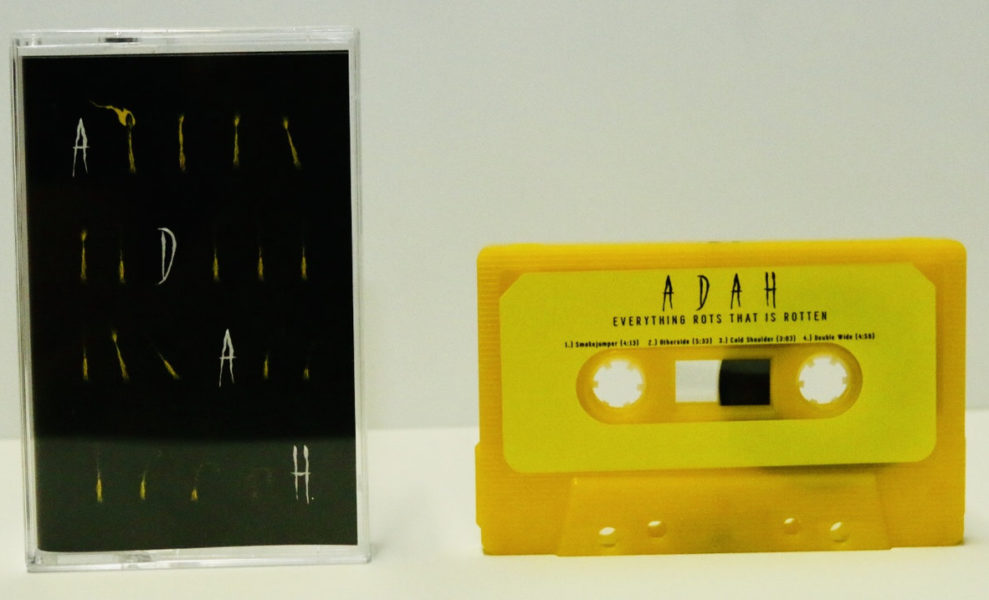 A
D
A
H.
ADAH
EVERYTHING ROTS THAT IS ROTTEN
1.) Smokejumper (4:13) 2.) Otherside (5:33) 3.) Cold Shoulder (3:03) 4.) Double Wide (4:50)